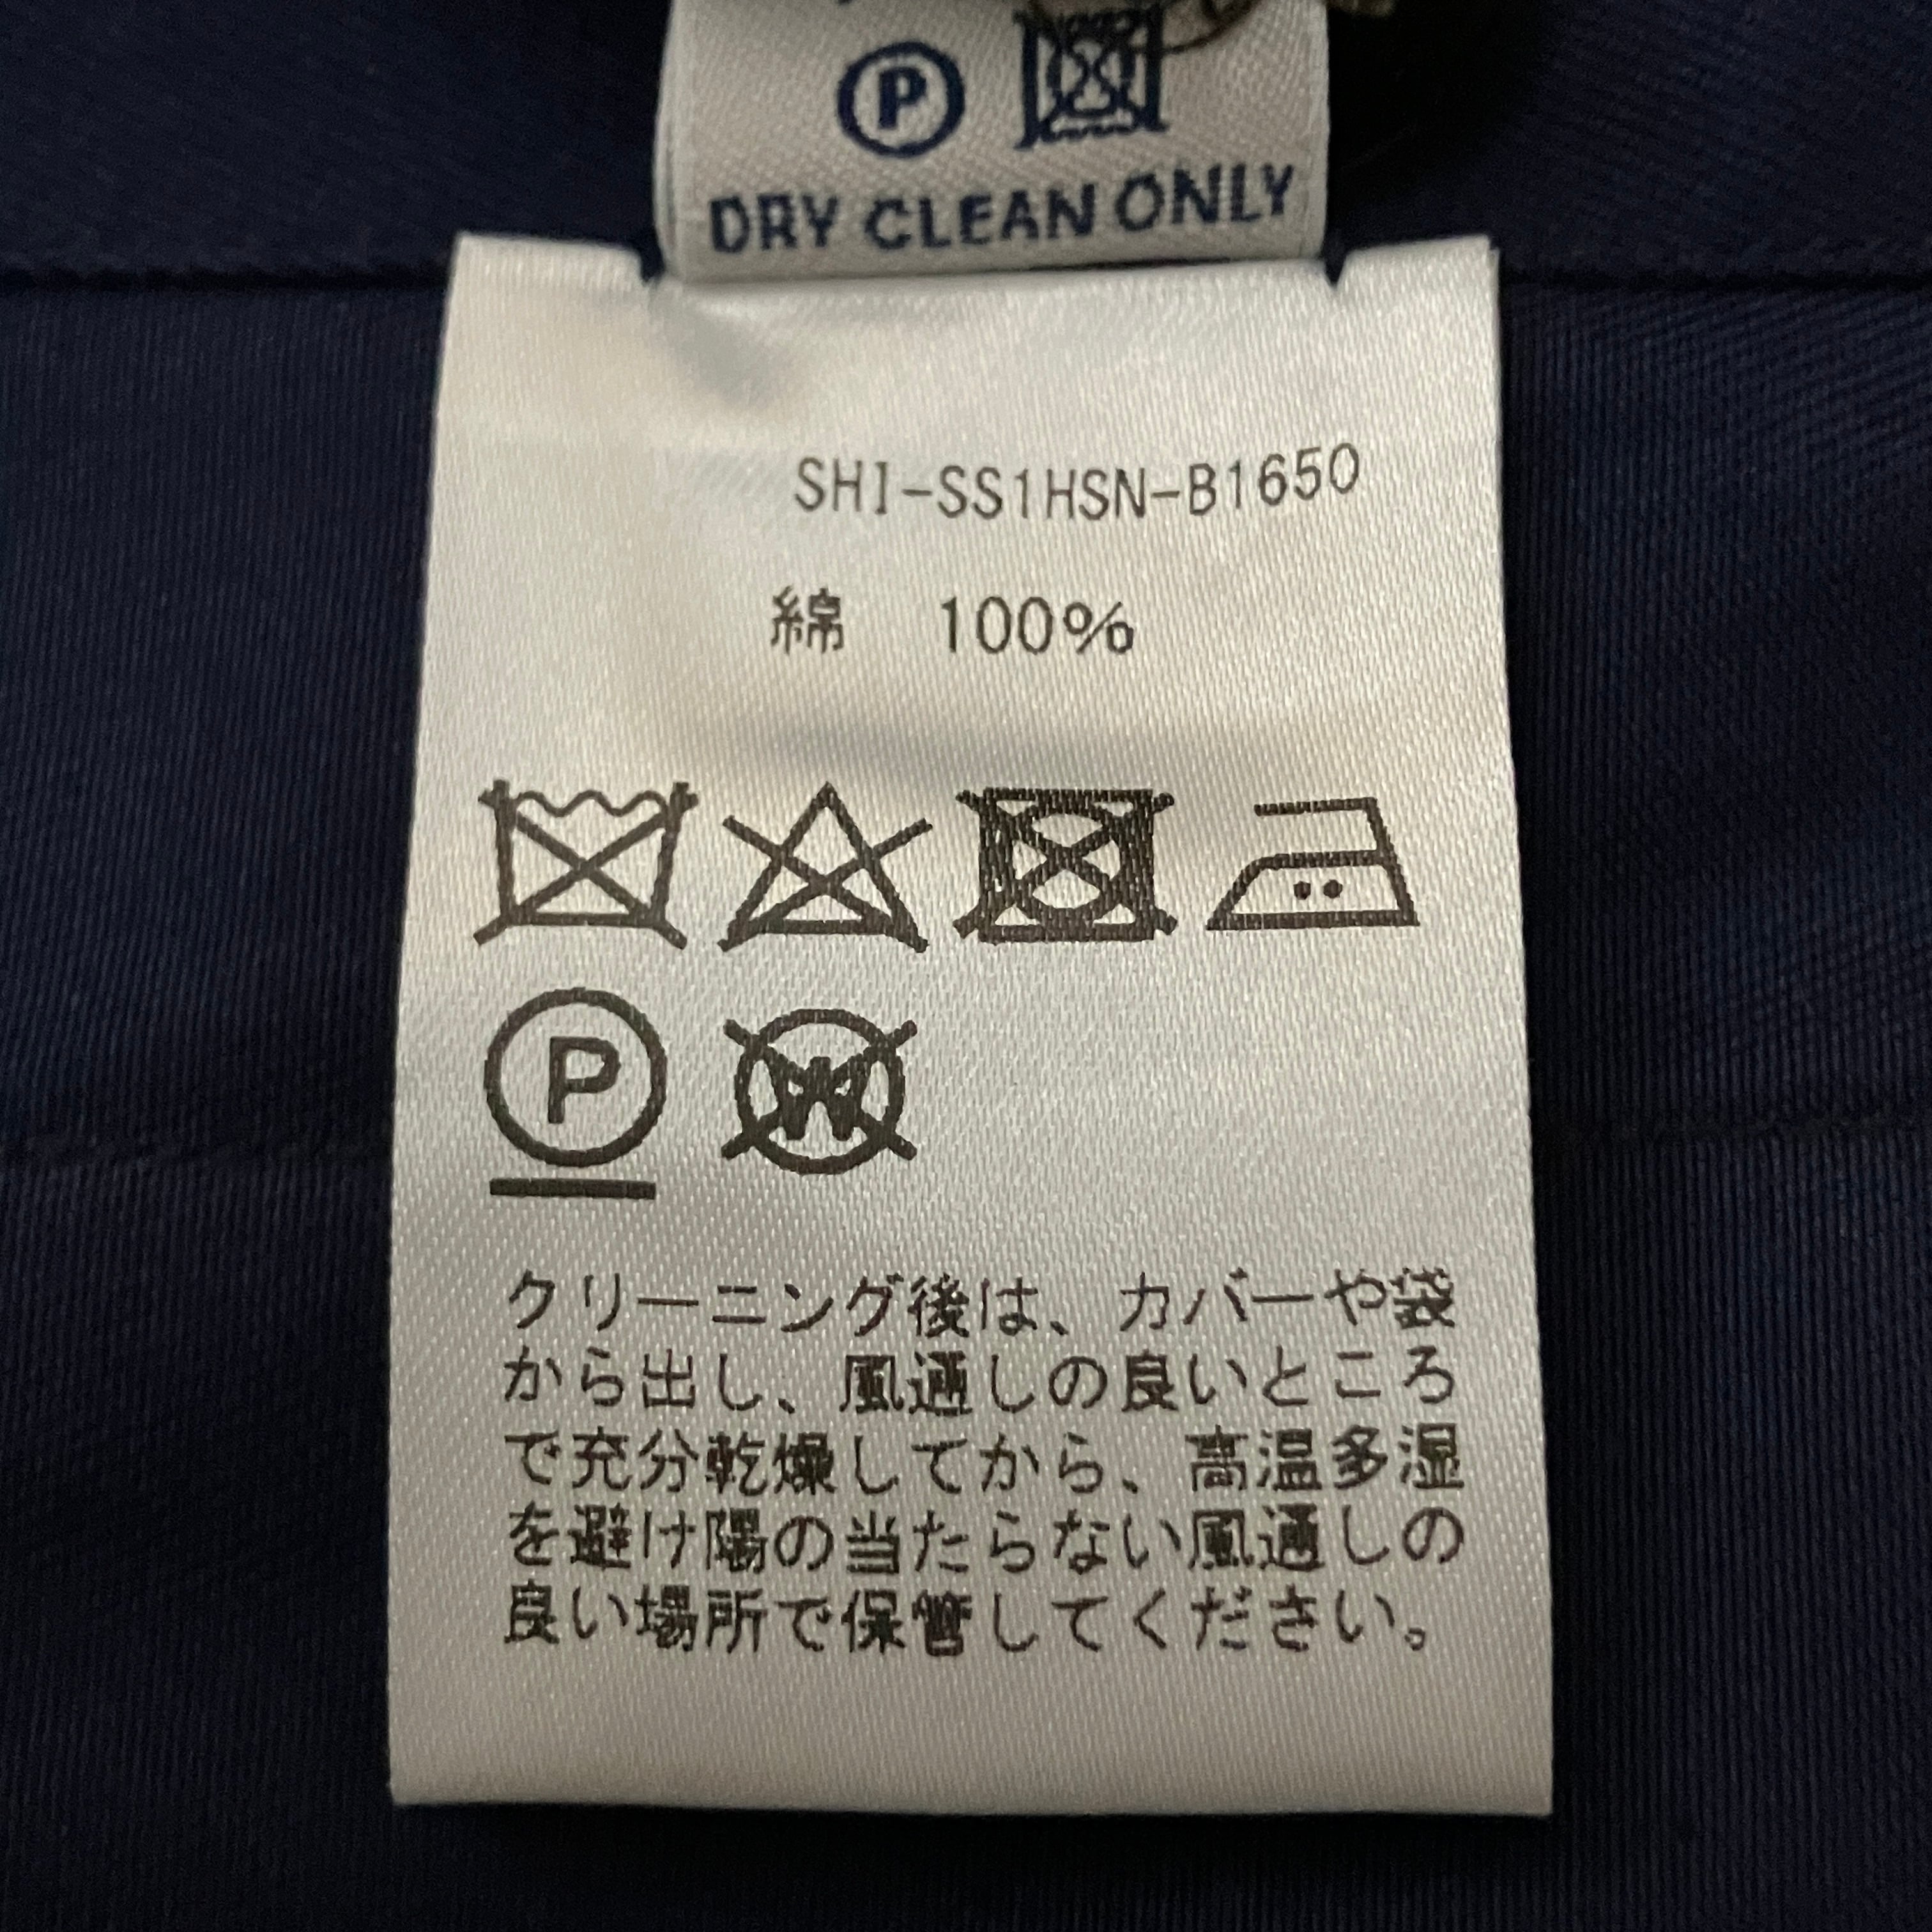 P
DRY CLEAN ONLY
SHI-SS1HSN-B1650
綿 100%
P W
クリーニング後は、カバーや袋
から出し、風通しの良いところ
で充分乾燥してから、高温多湿
を避け陽の当たらない風通しの
良い場所で保管してください。